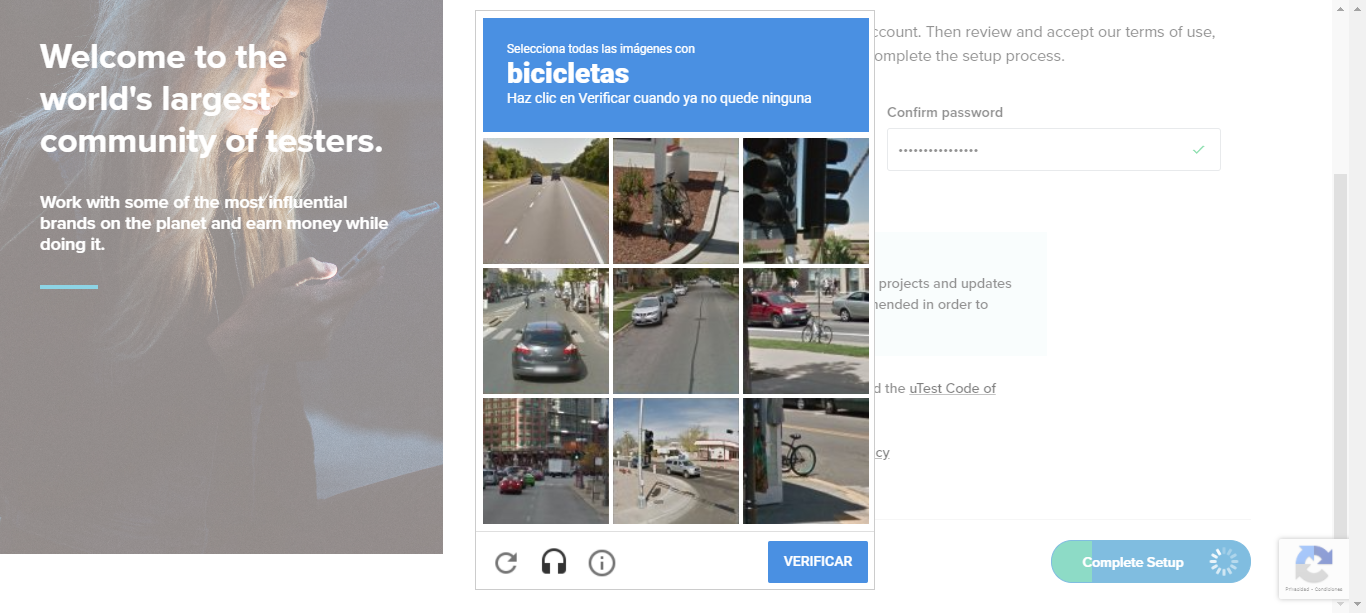 Welcome to the
world's largest
community of testers.
Work with some of the most influential
brands on the planet and earn money while
doing it.
Selecciona todas las imágenes con
bicicletas
Haz clic en Verificar cuando ya no quede ninguna
VERIFICAR
ccount. Then review and accept our terms of use,
omplete the setup process.
Confirm password
••••••••••••••••
projects and updates
nended in order to
d the uTest Code of
cy
Complete Setup
Privacidad - Condiciones